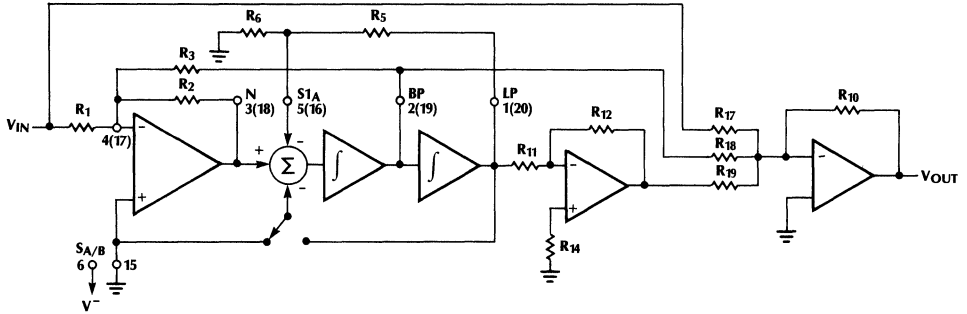 R6
R5
R3
R2
N
3(18)
S1A
5(16)
BP
2(19)
LP
1(20)
VIN
R1
4(17)
−
+
+
−
Σ
−
∫
∫
R11
R12
−
+
R14
R17
R18
R19
R10
−
VOUT
SA/B
6
15
V−